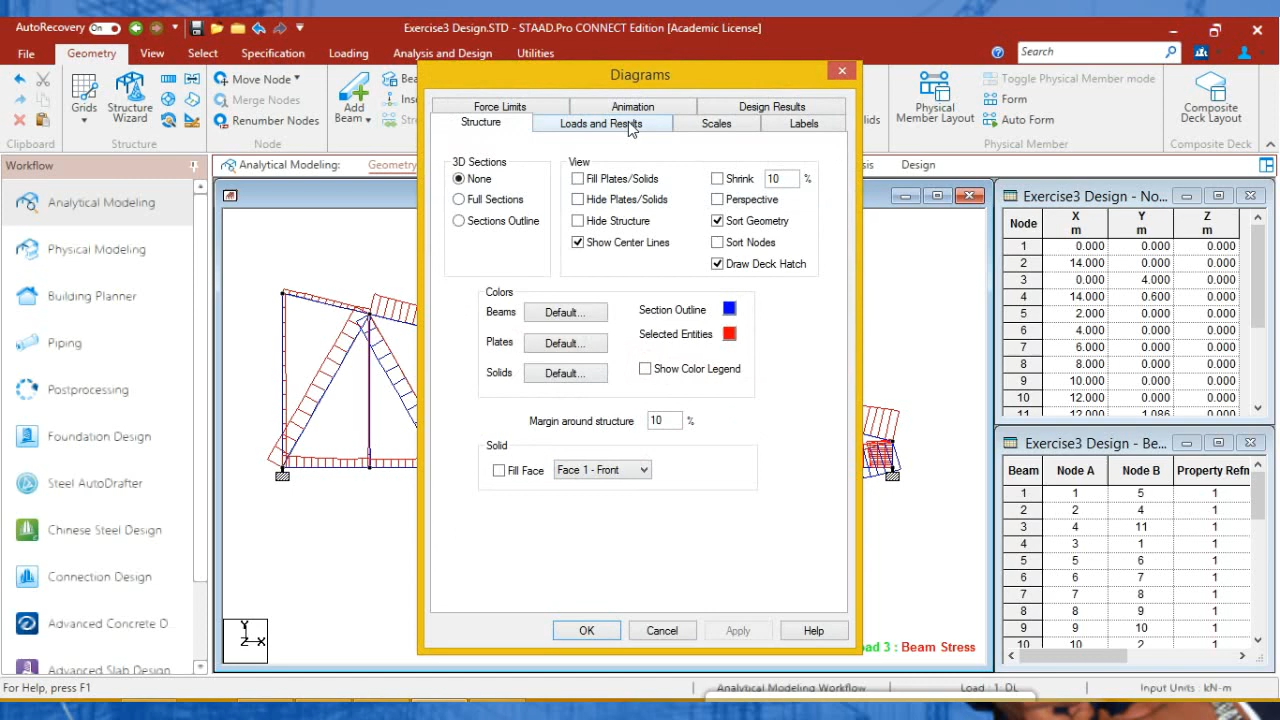 AutoRecovery On
Exercise3 Design.STD - STAAD.Pro CONNECT Edition [Academic License]
File Geometry View Select Specification Loading Analysis and Design Utilities
Search
Grids
Structure Wizard
Move Node
Merge Nodes
Renumber Nodes
Add Beam
Physical Member Layout
Toggle Physical Member mode
Form
Auto Form
Composite Deck Layout
Clipboard Structure Node Physical Member Composite Deck
Workflow
Analytical Modeling:
Design
Analytical Modeling
Physical Modeling
Building Planner
Piping
Postprocessing
Foundation Design
Steel AutoDrafter
Chinese Steel Design
Connection Design
Advanced Concrete D...
Advanced Slab Design
Diagrams
Force Limits Animation Design Results
Structure Loads and Results Scales Labels
3D Sections
None
Full Sections
Sections Outline
View
Fill Plates/Solids
Hide Plates/Solids
Hide Structure
Show Center Lines
Shrink 10 %
Perspective
Sort Geometry
Sort Nodes
Draw Deck Hatch
Colors
Beams Default...
Plates Default...
Solids Default...
Section Outline
Selected Entities
Show Color Legend
Margin around structure 10 %
Solid
Fill Face Face 1 - Front
OK Cancel Apply Help
Y
Z X
3 : Beam Stress
Exercise3 Design - No...
Node X m Y m Z m
1 0.000 0.000 0.000
2 14.000 0.000 0.000
3 0.000 4.000 0.000
4 14.000 0.600 0.000
5 2.000 0.000 0.000
6 4.000 0.000 0.000
7 6.000 0.000 0.000
8 8.000 0.000 0.000
9 10.000 0.000 0.000
10 12.000 0.000 0.000
11 12.000 1.086 0.000
Exercise3 Design - Be...
Beam Node A Node B Property Refn
1 1 5 1
2 2 4 1
3 4 11 1
4 3 1 1
5 5 6 1
6 6 7 1
7 7 8 1
8 8 9 1
9 9 10 1
10 10 2 1
For Help, press F1
Analytical Modeling Workflow
Load : 1: DL
Input Units : kN-m